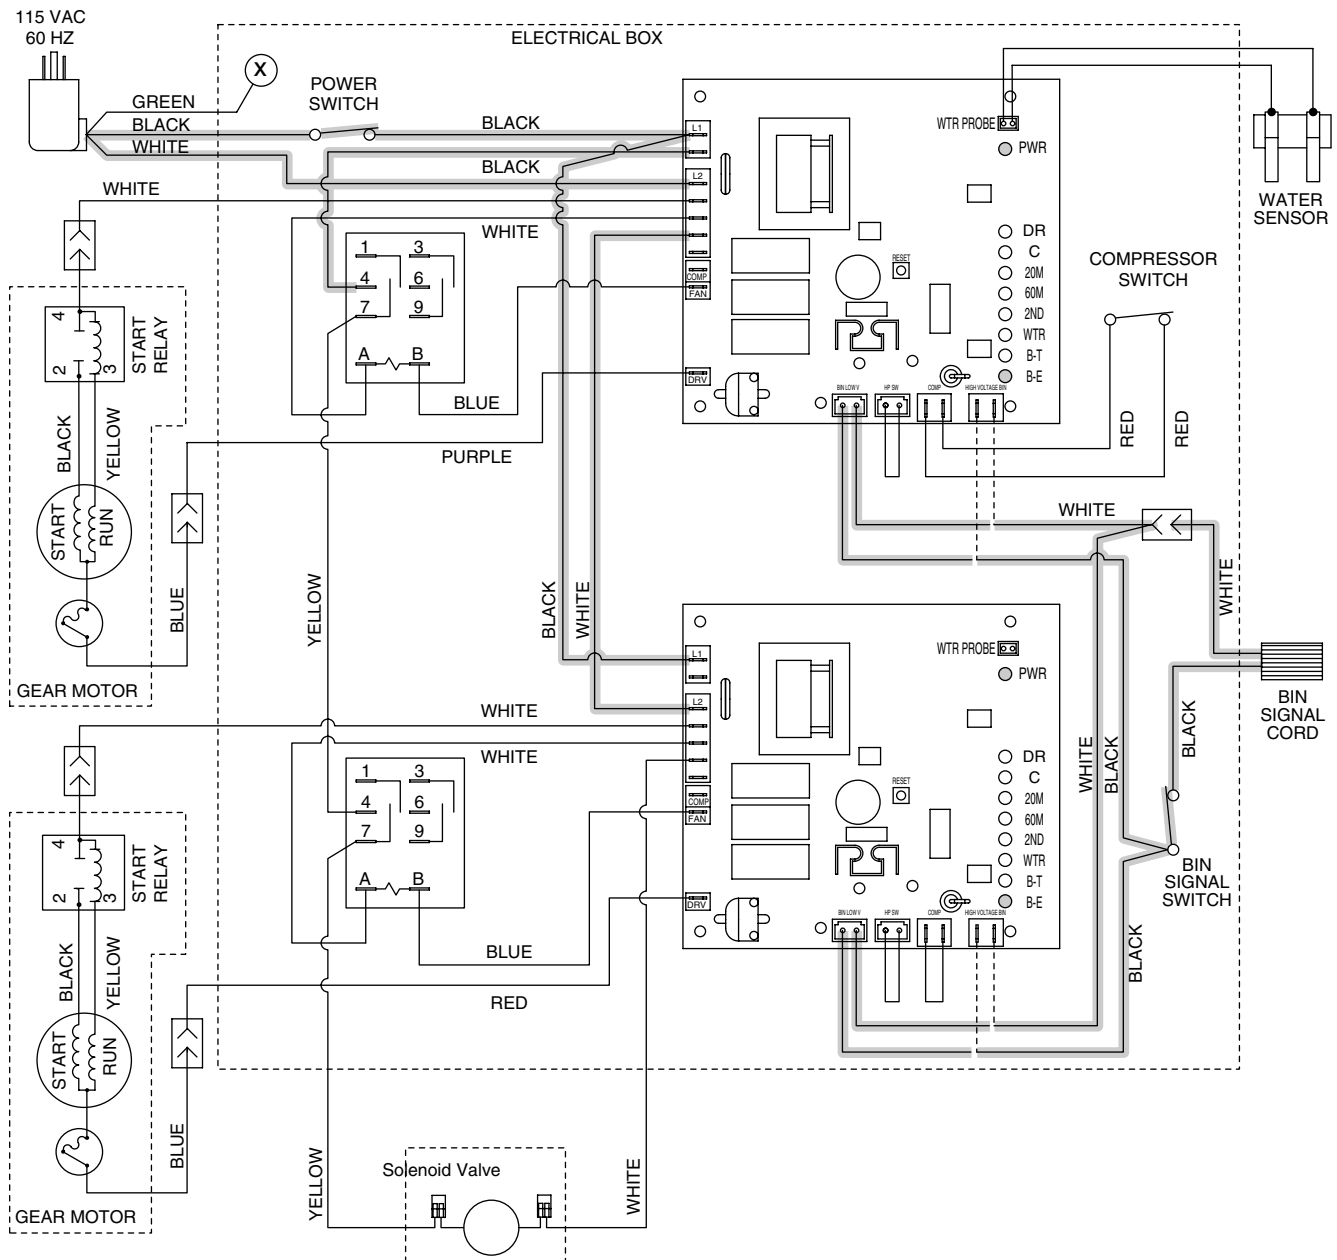 115 VAC
60 HZ
ELECTRICAL BOX
X
POWER
SWITCH
GREEN
BLACK
BLACK
WHITE
BLACK
WHITE
WHITE
L1
L2
COMP
FAN
DRV
WTR PROBE
PWR
RESET
DR
C
20M
60M
2ND
WTR
B-T
B-E
BIN LOW V
HP SW
COMP
HIGH VOLTAGE BIN
WATER
SENSOR
COMPRESSOR
SWITCH
RED
RED
1
3
4
6
7
9
A
B
BLUE
PURPLE
4
2
3
START
RELAY
BLACK
YELLOW
START
RUN
BLUE
GEAR MOTOR
YELLOW
BLACK
WHITE
WHITE
WHITE
BIN
SIGNAL
CORD
BLACK
WHITE
BLACK
BIN
SIGNAL
SWITCH
BLACK
WHITE
WHITE
L1
L2
COMP
FAN
DRV
WTR PROBE
PWR
RESET
DR
C
20M
60M
2ND
WTR
B-T
B-E
BIN LOW V
HP SW
COMP
HIGH VOLTAGE BIN
1
3
4
6
7
9
A
B
BLUE
RED
4
2
3
START
RELAY
BLACK
YELLOW
START
RUN
BLUE
GEAR MOTOR
YELLOW
Solenoid Valve
WHITE